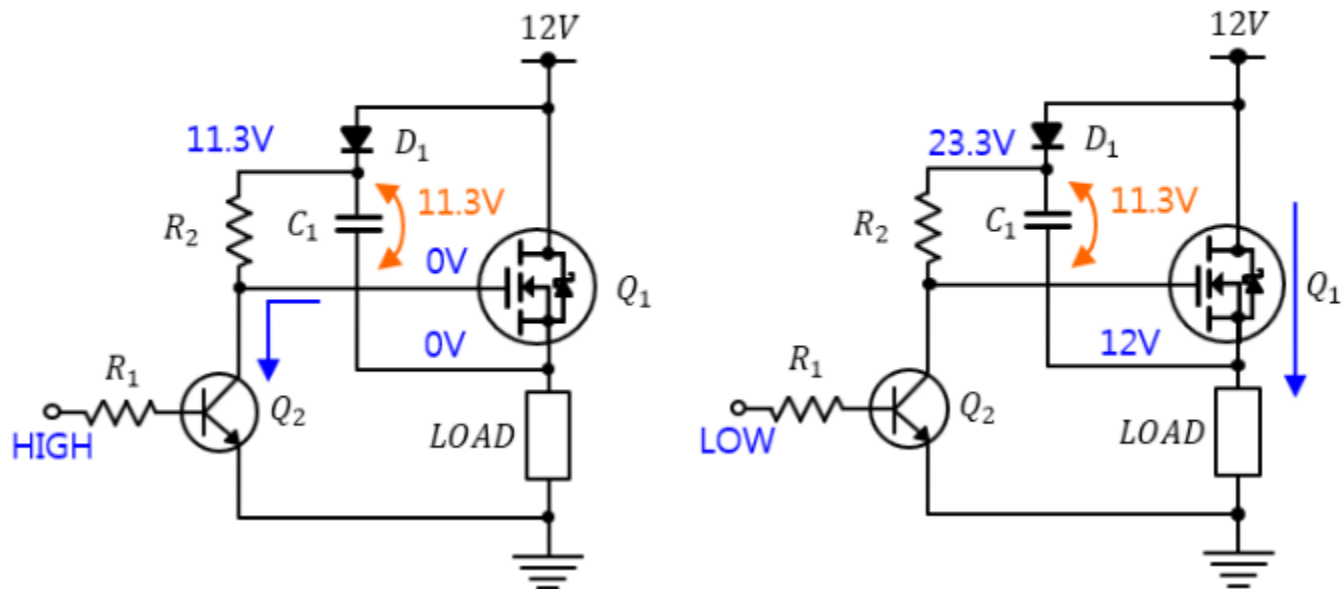 12V
11.3V
D₁
R₂
C₁
11.3V
0V
Q₁
0V
R₁
Q₂
HIGH
LOAD
12V
23.3V
D₁
R₂
C₁
11.3V
Q₁
12V
R₁
Q₂
LOW
LOAD